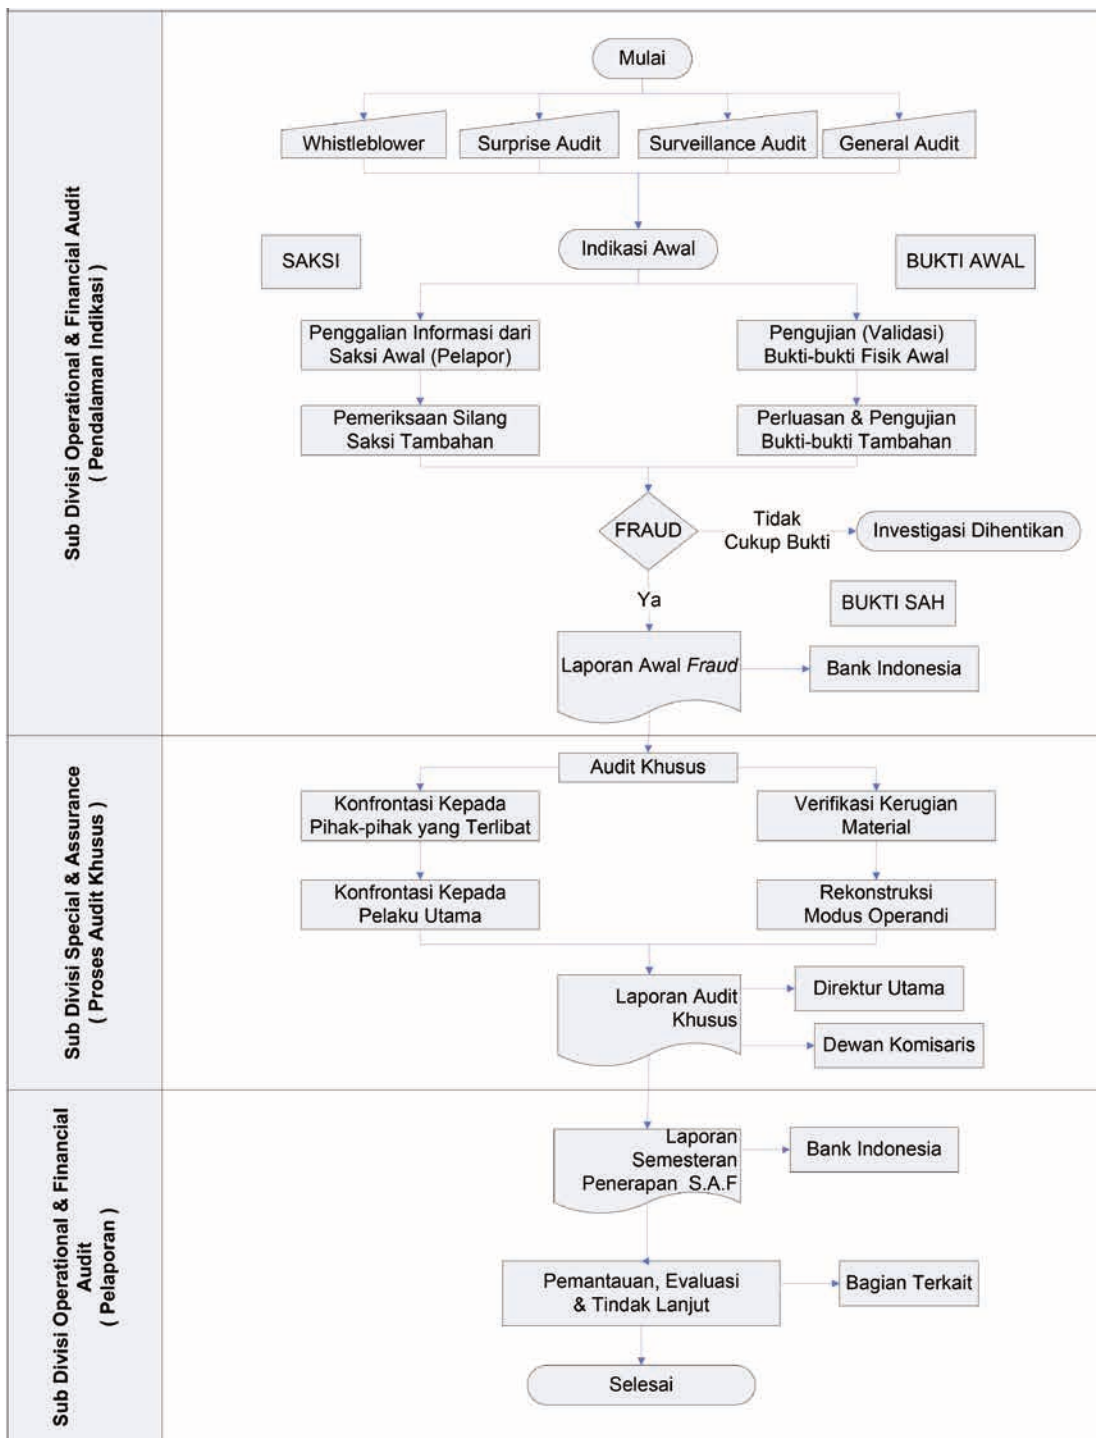 Sub Divisi Operational & Financial Audit
( Pendalaman Indikasi )
Mulai
Whistleblower
Surprise Audit
Surveillance Audit
General Audit
Indikasi Awal
SAKSI
BUKTI AWAL
Penggalian Informasi dari
Saksi Awal (Pelapor)
Pengujian (Validasi)
Bukti-bukti Fisik Awal
Pemeriksaan Silang
Saksi Tambahan
Perluasan & Pengujian
Bukti-bukti Tambahan
FRAUD
Tidak
Cukup Bukti
Investigasi Dihentikan
Ya
BUKTI SAH
Laporan Awal Fraud
Bank Indonesia
Sub Divisi Special & Assurance
( Proses Audit Khusus )
Audit Khusus
Konfrontasi Kepada
Pihak-pihak yang Terlibat
Verifikasi Kerugian
Material
Konfrontasi Kepada
Pelaku Utama
Rekonstruksi
Modus Operandi
Laporan Audit
Khusus
Direktur Utama
Dewan Komisaris
Sub Divisi Operational & Financial
Audit
( Pelaporan )
Laporan
Semesteran
Penerapan S.A.F
Bank Indonesia
Pemantauan, Evaluasi
& Tindak Lanjut
Bagian Terkait
Selesai